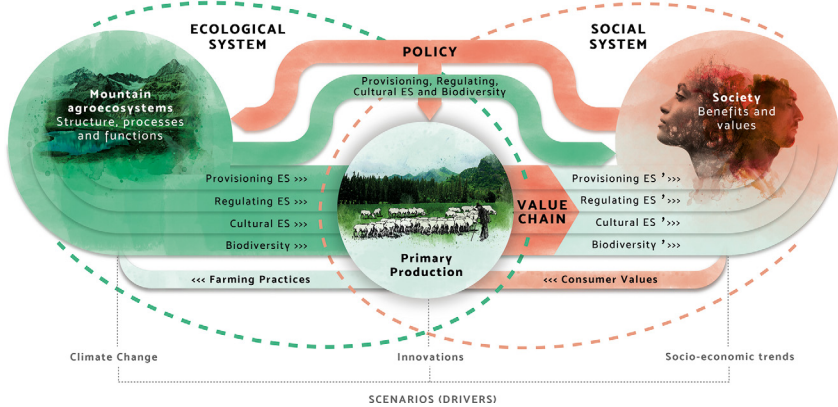 ECOLOGICAL
SYSTEM
SOCIAL
SYSTEM
POLICY
Provisioning, Regulating,
Cultural ES and Biodiversity
Mountain
agroecosystems
Structure, processes
and functions
Society
Benefits and
values
Provisioning ES >>>
Regulating ES >>>
Cultural ES >>>
Biodiversity >>>
Primary
Production
VALUE
CHAIN
Provisioning ES ’>>>
Regulating ES ’>>>
Cultural ES ’>>>
Biodiversity ’>>>
<<< Farming Practices
<<< Consumer Values
Climate Change
Innovations
Socio-economic trends
SCENARIOS (DRIVERS)